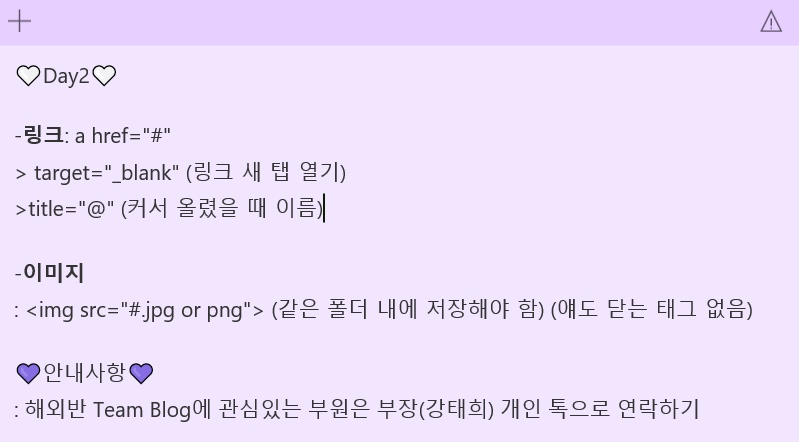 🤍Day2🤍
-링크: a href="#"
> target="_blank" (링크 새 탭 열기)
>title="@" (커서 올렸을 때 이름)
-이미지
: <img src="#.jpg or png"> (같은 폴더 내에 저장해야 함) (얘도 닫는 태그 없음)
💜안내사항💜
: 해외반 Team Blog에 관심있는 부원은 부장(강태희) 개인 톡으로 연락하기